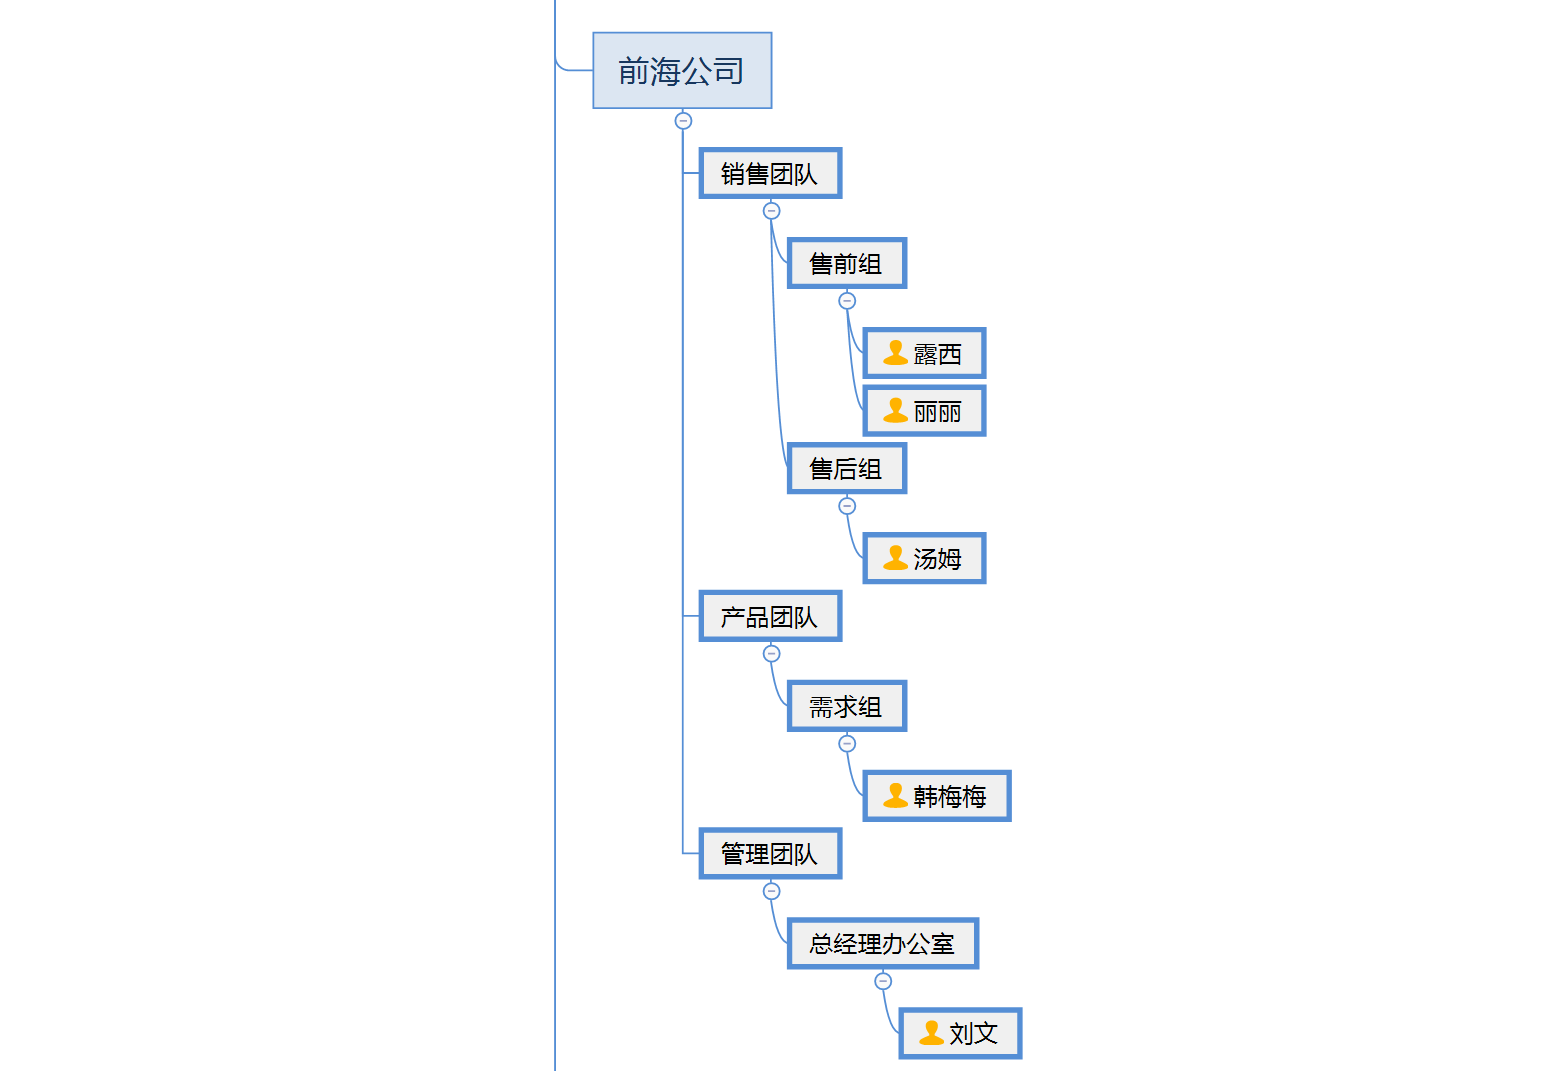 前海公司
销售团队
售前组
露西
丽丽
售后组
汤姆
产品团队
需求组
韩梅梅
管理团队
总经理办公室
刘文